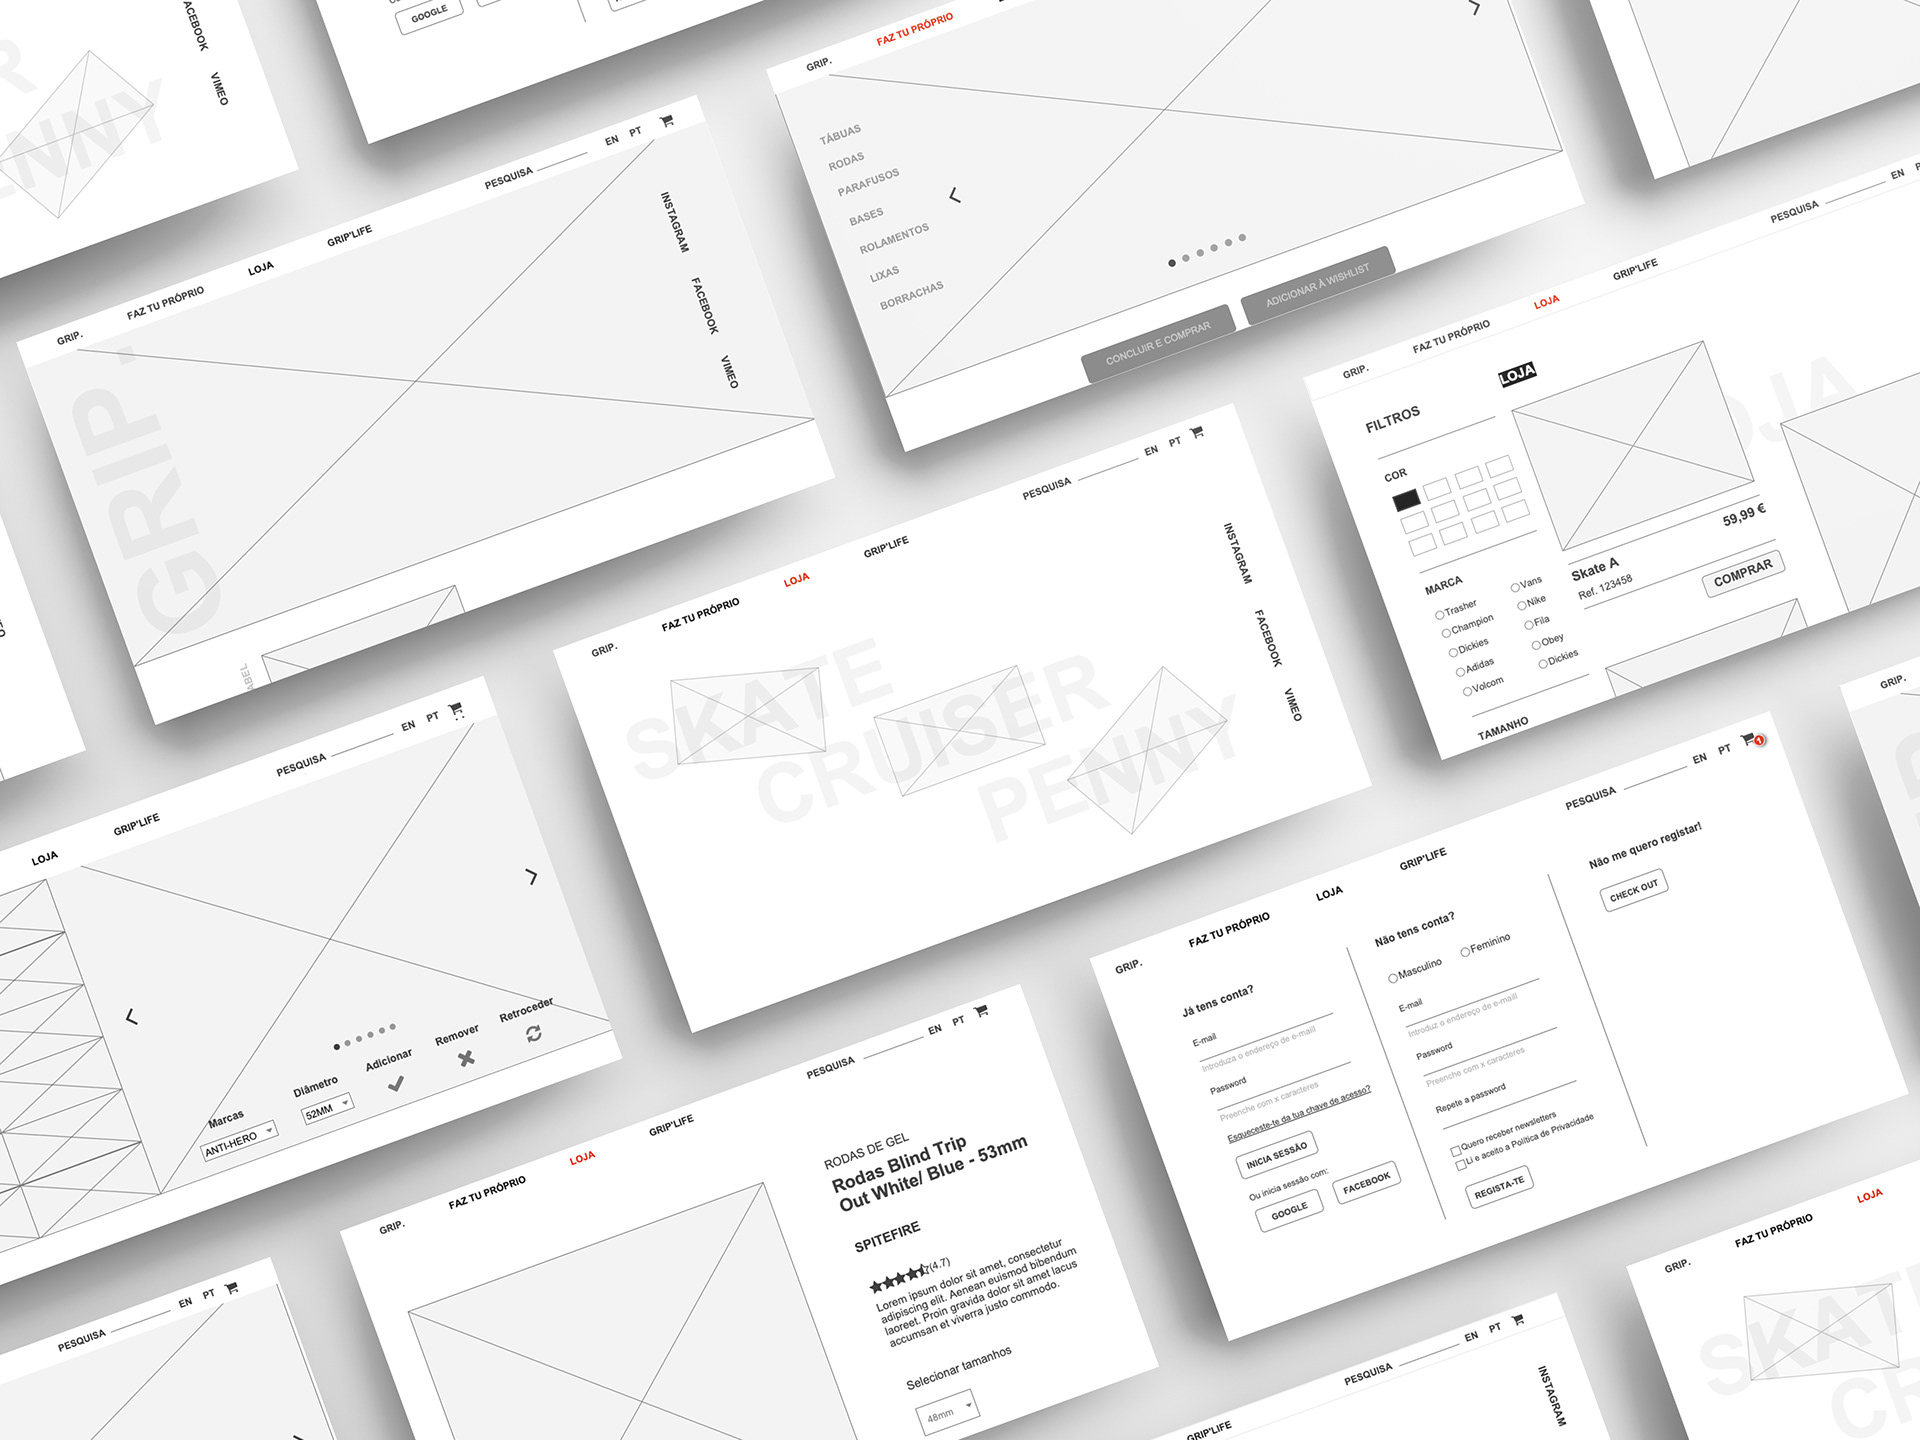 FACEBOOK
VIMEO
R
ENNY
GOOGLE
GRIP.
FAZ TU PRÓPRIO
TÁBUAS
RODAS
PARAFUSOS
BASES
ROLAMENTOS
LIXAS
BORRACHAS
CONCLUIR E COMPRAR
ADICIONAR À WISHLIST
GRIP.
FAZ TU PRÓPRIO
LOJA
GRIP'LIFE
PESQUISA
EN PT
GRIP.
INSTAGRAM
FACEBOOK
VIMEO
ABEL
PESQUISA
EN
GRIP.
FAZ TU PRÓPRIO
LOJA
GRIP'LIFE
LOJA
OJA
FILTROS
COR
MARCA
Trasher
Champion
Dickies
Adidas
Volcom
Vans
Nike
Fila
Obey
Dickies
TAMANHO
59,99 €
Skate A
Ref. 123458
COMPRAR
GRIP.
FAZ TU PRÓPRIO
LOJA
GRIP'LIFE
PESQUISA
EN PT
SKATE
CRUISER
PENNY
INSTAGRAM
FACEBOOK
VIMEO
LOJA
GRIP'LIFE
PESQUISA
EN PT
Marcas
ANTI-HERO
Diâmetro
52MM
Adicionar
Remover
Retroceder
GRIP.
GRIP.
FAZ TU PRÓPRIO
LOJA
GRIP'LIFE
PESQUISA
EN PT
1
Já tens conta?
E-mail
Introduza o endereço de e-maill
Password
Preenche com x caracteres
Esqueceste-te da tua chave de acesso?
INICIA SESSÃO
Ou inicia sessão com:
GOOGLE
FACEBOOK
Não tens conta?
Masculino
Feminino
E-mail
Introduz o endereço de e-maill
Password
Preenche com x caracteres
Repete a password
Quero receber newsletters
Li e aceito a Política de Privacidade
REGISTA-TE
Não me quero registar!
CHECK OUT
GRIP.
FAZ TU PRÓPRIO
LOJA
GRIP'LIFE
PESQUISA
EN PT
RODAS DE GEL
Rodas Blind Trip
Out White/ Blue - 53mm
SPITEFIRE
(4.7)
Lorem ipsum dolor sit amet, consectetur
adipiscing elit. Aenean euismod bibendum
laoreet. Proin gravida dolor sit amet lacus
accumsan et viverra justo commodo.
Selecionar tamanhos
48mm
PESQUISA
EN PT
GRIP'LIFE
PESQUISA
EN PT
INSTAGRAM
GRIP.
FAZ TU PRÓPRIO
LOJA
SKATE
CR